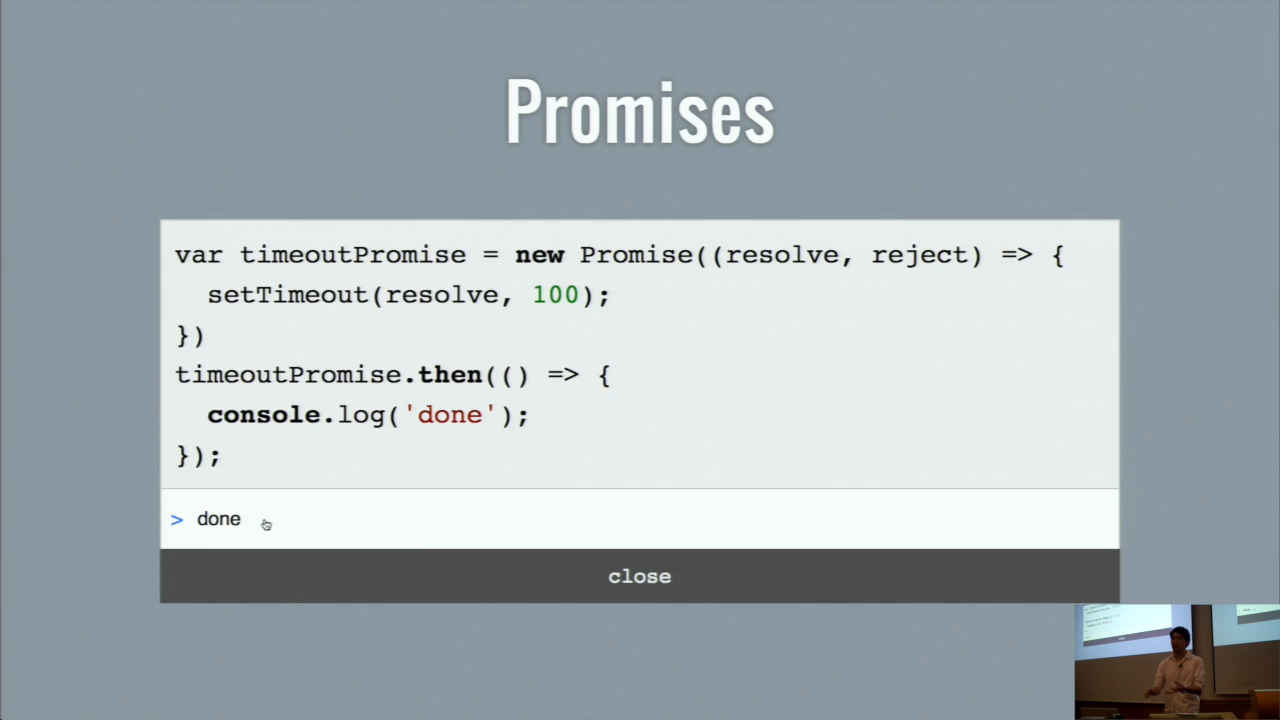 Promises
var timeoutPromise = new Promise((resolve, reject) => {
  setTimeout(resolve, 100);
})
timeoutPromise.then(() => {
  console.log('done');
});
> done
close